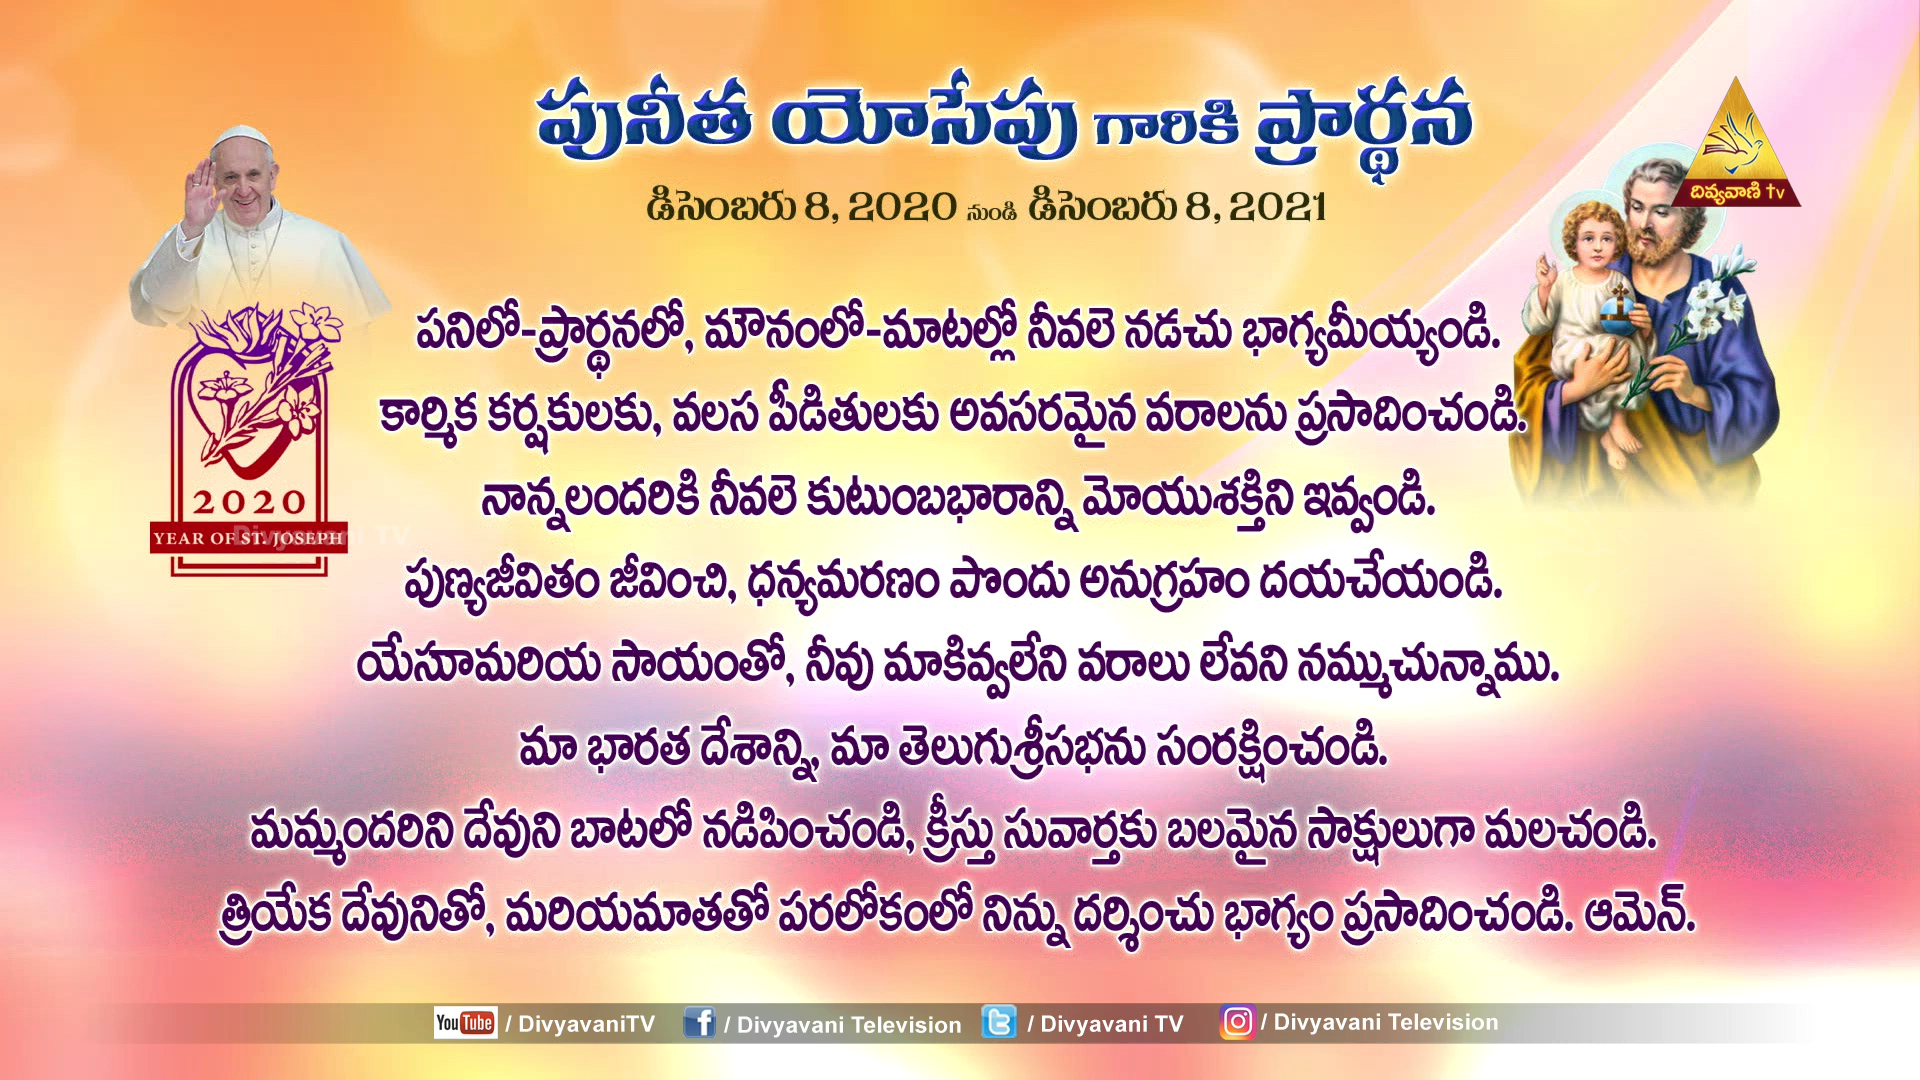 పునీత యోసేపు గారికి ప్రార్థన
డిసెంబరు 8, 2020 నుండి డిసెంబరు 8, 2021
దివ్యవాణి tv
పనిలో-ప్రార్థనలో, మౌనంలో-మాటల్లో నీవలె నడచు భాగ్యమీయ్యండి.
కార్మిక కర్షకులకు, వలస పీడితులకు అవసరమైన వరాలను ప్రసాదించండి.
నాన్నలందరికి నీవలె కుటుంబభారాన్ని మోయుశక్తిని ఇవ్వండి.
2020
YEAR OF ST. JOSEPH
Divyavani TV
పుణ్యజీవితం జీవించి, ధన్యమరణం పొందు అనుగ్రహం దయచేయండి.
యేసూమరియ సాయంతో, నీవు మాకివ్వలేని వరాలు లేవని నమ్ముచున్నాము.
మా భారత దేశాన్ని, మా తెలుగుశ్రీసభను సంరక్షించండి.
మమ్మందరిని దేవుని బాటలో నడిపించండి, క్రీస్తు సువార్తకు బలమైన సాక్షులుగా మలచండి.
త్రియేక దేవునితో, మరియమాతతో పరలోకంలో నిన్ను దర్శించు భాగ్యం ప్రసాదించండి. ఆమెన్.
YouTube / DivyavaniTV f / Divyavani Television / Divyavani TV / Divyavani Television